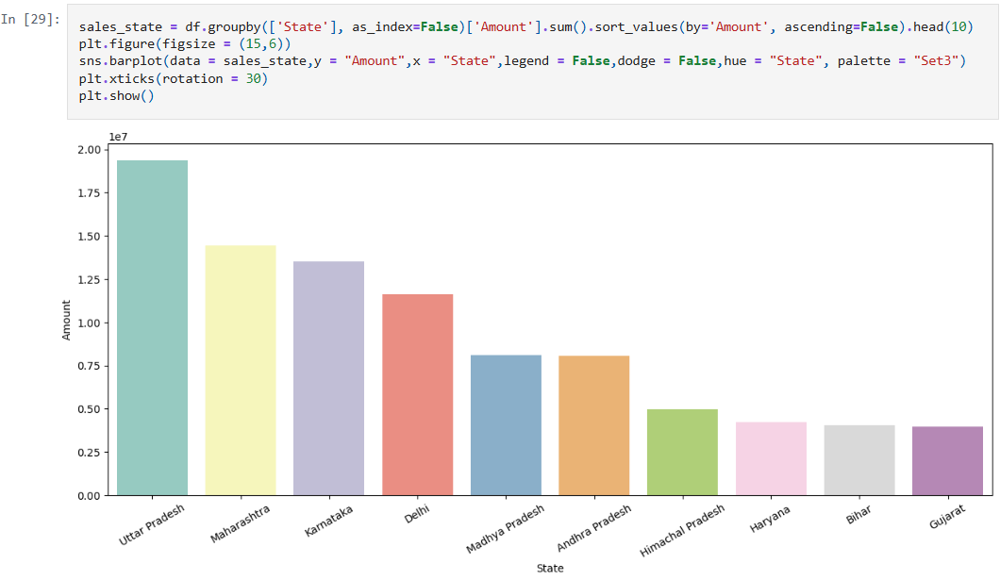 In [29]:
sales_state = df.groupby(['State'], as_index=False)['Amount'].sum().sort_values(by='Amount', ascending=False).head(10)
plt.figure(figsize = (15,6))
sns.barplot(data = sales_state,y = "Amount",x = "State",legend = False,dodge = False,hue = "State", palette = "Set3")
plt.xticks(rotation = 30)
plt.show()
1e7
2.00
1.75
1.50
1.25
1.00
0.75
0.50
0.25
0.00
Amount
Uttar Pradesh
Maharashtra
Karnataka
Delhi
Madhya Pradesh
Andhra Pradesh
Himachal Pradesh
Haryana
Bihar
Gujarat
State